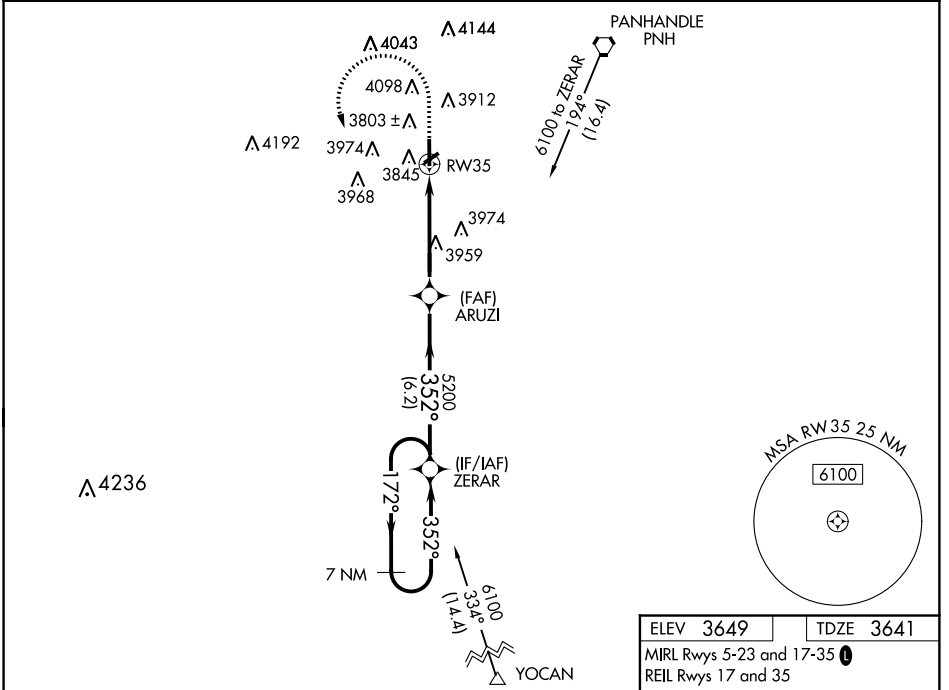 4144
4043
PANHANDLE
PNH
4098
3912
6100 to ZERAR
194°
(16.4)
3803 ±
4192
3974
3845
RW35
3968
3974
3959
(FAF)
ARUZI
5200
352°
(6.2)
MSA RW35 25 NM
6100
(IF/IAF)
ZERAR
4236
172°
352°
7 NM
6100
334°
(14.4)
YOCAN
ELEV 3649
TDZE 3641
MIRL Rwys 5-23 and 17-35 L
REIL Rwys 17 and 35